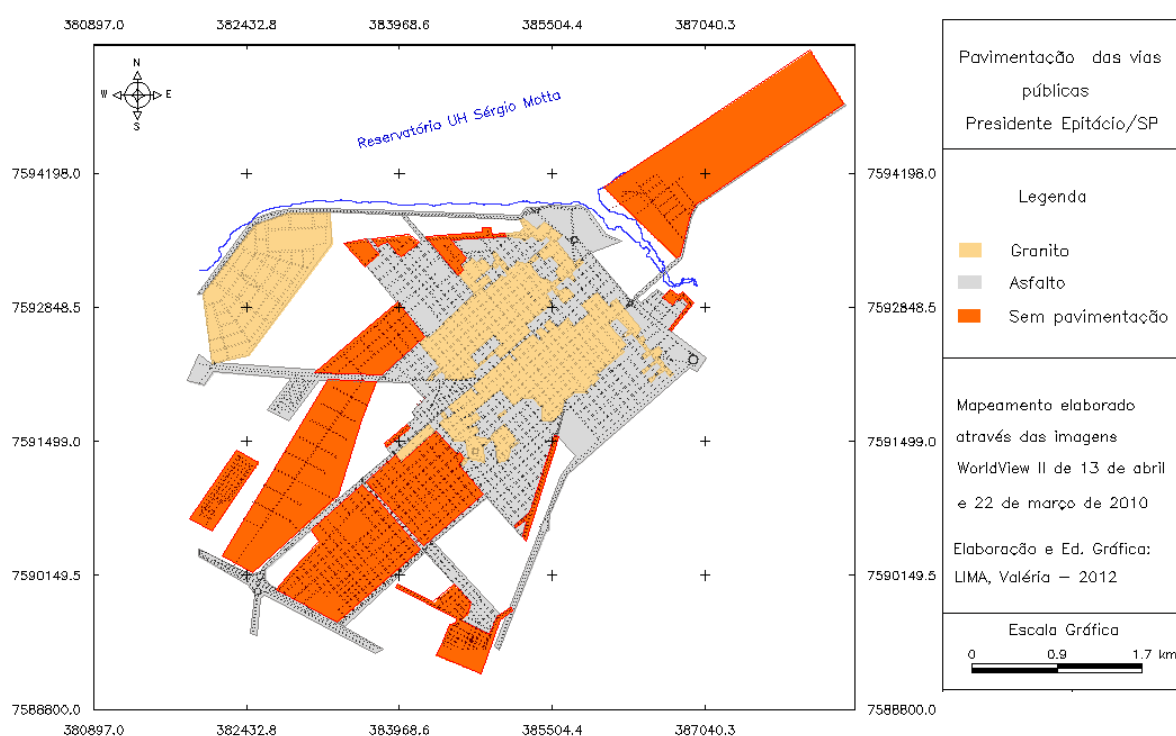 380897.0 382432.8 383968.6 385504.4 387040.3
N
W E
S
Reservatória UH Sérgio Motta
7594198.0 7594198.0
7592848.5 7592848.5
7591499.0 7591499.0
7590149.5 7590149.5
7588800.0 7588800.0
380897.0 382432.8 383968.6 385504.4 387040.3
Pavimentação das vias
públicas
Presidente Epitácio/SP
Legenda
Granito
Asfalto
Sem pavimentação
Mapeamento elaborado
através das imagens
WorldView II de 13 de abril
e 22 de março de 2010
Elaboração e Ed. Gráfica:
LIMA, Valéria – 2012
Escala Gráfica
0 0.9 1.7 km